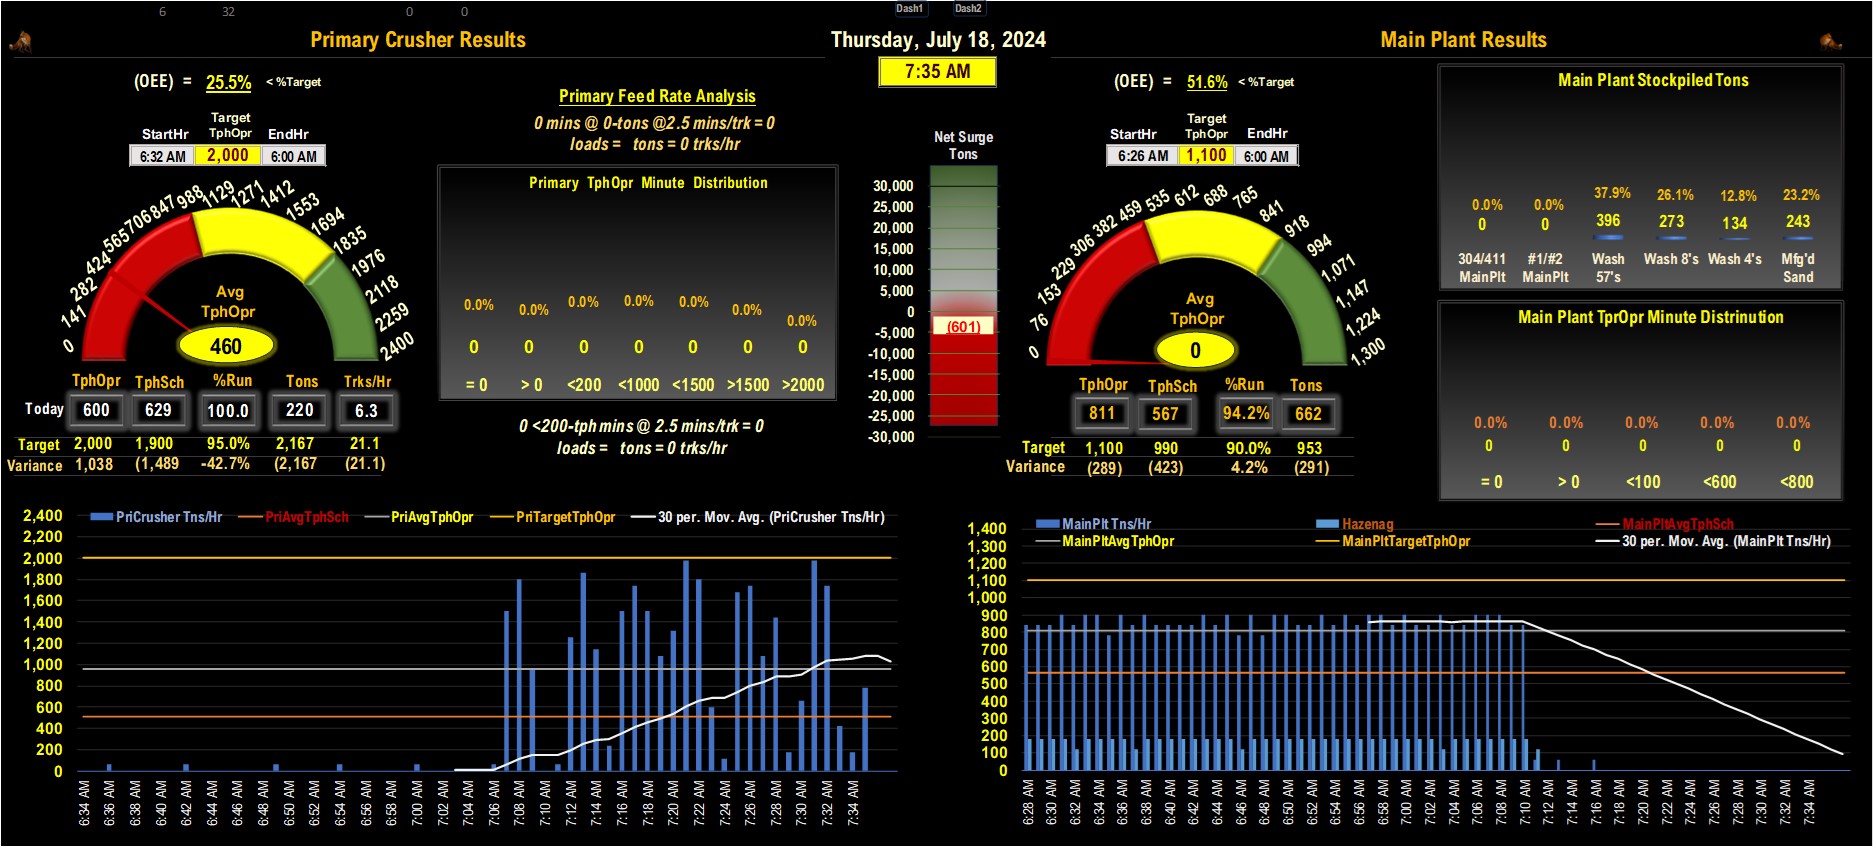 6 32 0 0 Dash1 Dash2
Primary Crusher Results
Thursday, July 18, 2024
Main Plant Results
7:35 AM
(OEE) = 25.5% < %Target
Target
StartHr TphOpr EndHr
6:32 AM 2,000 6:00 AM
0 141 282 424 565 706 847 988 1129 1271 1412 1553 1694 1835 1976 2118 2259 2400
Avg
TphOpr
460
TphOpr TphSch %Run Tons Trks/Hr
Today 600 629 100.0 220 6.3
Target 2,000 1,900 95.0% 2,167 21.1
Variance 1,038 (1,489 -42.7% (2,167 (21.1)
Primary Feed Rate Analysis
0 mins @ 0-tons @2.5 mins/trk = 0
loads = tons = 0 trks/hr
Primary TphOpr Minute Distribution
0.0% 0.0% 0.0% 0.0% 0.0% 0.0% 0.0%
0 0 0 0 0 0 0
= 0 > 0 <200 <1000 <1500 >1500 >2000
0 <200-tph mins @ 2.5 mins/trk = 0
loads = tons = 0 trks/hr
Net Surge
Tons
30,000
25,000
20,000
15,000
10,000
5,000
0
(601)
-5,000
-10,000
-15,000
-20,000
-25,000
-30,000
(OEE) = 51.6% < %Target
Target
StartHr TphOpr EndHr
6:26 AM 1,100 6:00 AM
0 76 153 229 306 382 459 535 612 688 765 841 918 994 1,071 1,147 1,224 1,300
Avg
TphOpr
0
TphOpr TphSch %Run Tons
811 567 94.2% 662
Target 1,100 990 90.0% 953
Variance (289) (423) 4.2% (291)
Main Plant Stockpiled Tons
0.0% 0.0% 37.9% 26.1% 12.8% 23.2%
0 0 396 273 134 243
304/411 #1/#2 Wash Wash 8's Wash 4's Mfg'd
MainPlt MainPlt 57's Sand
Main Plant TprOpr Minute Distrinution
0.0% 0.0% 0.0% 0.0% 0.0%
0 0 0 0 0
= 0 > 0 <100 <600 <800
PriCrusher Tns/Hr PriAvgTphSch PriAvgTphOpr PriTargetTphOpr 30 per. Mov. Avg. (PriCrusher Tns/Hr)
2,400
2,200
2,000
1,800
1,600
1,400
1,200
1,000
800
600
400
200
0
6:34 AM 6:36 AM 6:42 AM 6:46 AM 6:48 AM 6:50 AM 6:52 AM 6:54 AM 6:56 AM 6:58 AM 7:00 AM 7:02 AM 7:04 AM 7:06 AM 7:08 AM 7:10 AM 7:12 AM 7:14 AM 7:16 AM 7:18 AM 7:20 AM 7:22 AM 7:24 AM 7:26 AM 7:28 AM 7:30 AM 7:32 AM 7:34 AM
MainPlt Tns/Hr Hazenag MainPltAvgTphSch
MainPltAvgTphOpr MainPltTargetTphOpr 30 per. Mov. Avg. (MainPlt Tns/Hr)
1,400
1,300
1,200
1,100
1,000
900
800
700
600
500
400
300
200
100
0
6:28 AM 6:30 AM 6:32 AM 6:34 AM 6:36 AM 6:38 AM 6:40 AM 6:42 AM 6:44 AM 6:46 AM 6:48 AM 6:50 AM 6:52 AM 6:54 AM 6:56 AM 6:58 AM 7:00 AM 7:02 AM 7:04 AM 7:06 AM 7:08 AM 7:10 AM 7:12 AM 7:14 AM 7:16 AM 7:18 AM 7:20 AM 7:22 AM 7:24 AM 7:26 AM 7:28 AM 7:30 AM 7:32 AM 7:34 AM